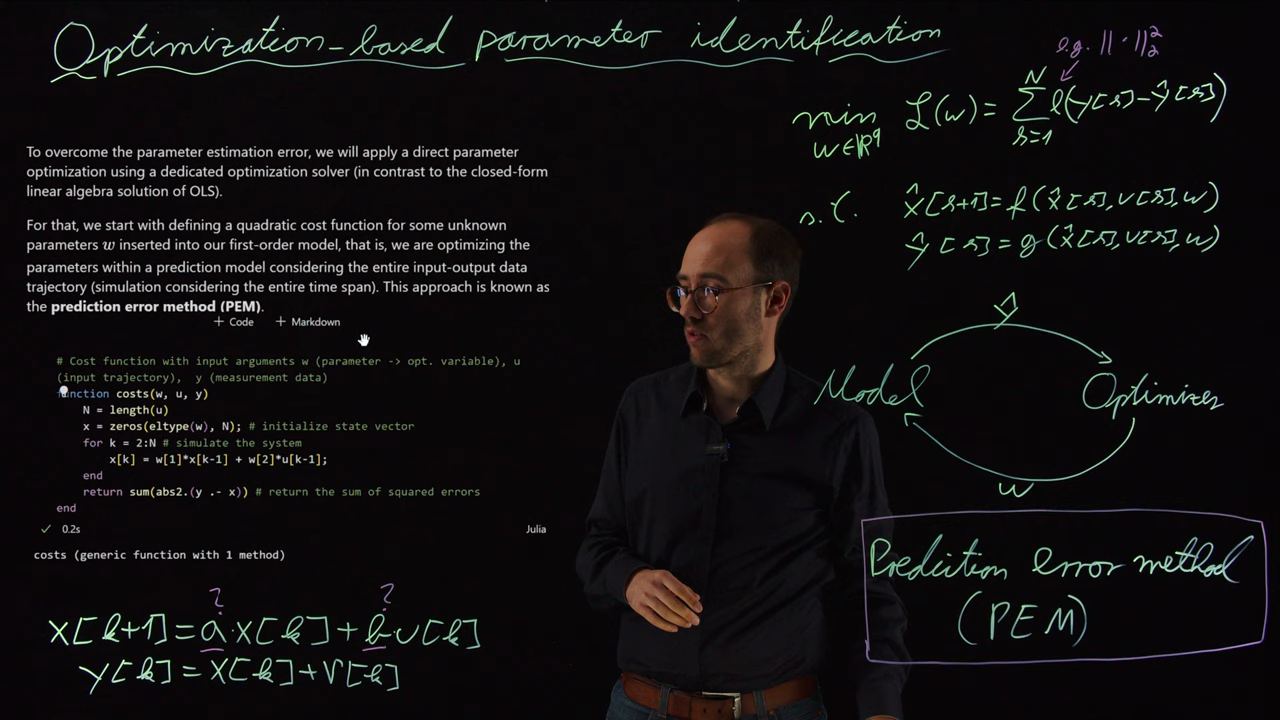 Optimization-based parameter identification
To overcome the parameter estimation error, we will apply a direct parameter
optimization using a dedicated optimization solver (in contrast to the closed-form
linear algebra solution of OLS).
For that, we start with defining a quadratic cost function for some unknown
parameters w inserted into our first-order model, that is, we are optimizing the
parameters within a prediction model considering the entire input-output data
trajectory (simulation considering the entire time span). This approach is known as
the prediction error method (PEM).
+ Code + Markdown
# Cost function with input arguments w (parameter -> opt. variable), u
(input trajectory), y (measurement data)
function costs(w, u, y)
N = length(u)
x = zeros(eltype(w), N); # initialize state vector
for k = 2:N # simulate the system
x[k] = w[1]*x[k-1] + w[2]*u[k-1];
end
return sum(abs2.(y .- x)) # return the sum of squared errors
end
✓ 0.2s Julia
costs (generic function with 1 method)
? ?
x[k+1] = a·x[k] + b·u[k]
y[k] = x[k] + v[k]
e.g. ||·||₂²
min w∈ℝ^q L(w) = Σ_{k=1}^{N} l(y[k] - ŷ[k])
s.t. x̂[k+1] = f(x̂[k], u[k], w)
ŷ[k] = g(x̂[k], u[k], w)
ŷ
Model Optimizer
w
Prediction error method
(PEM)